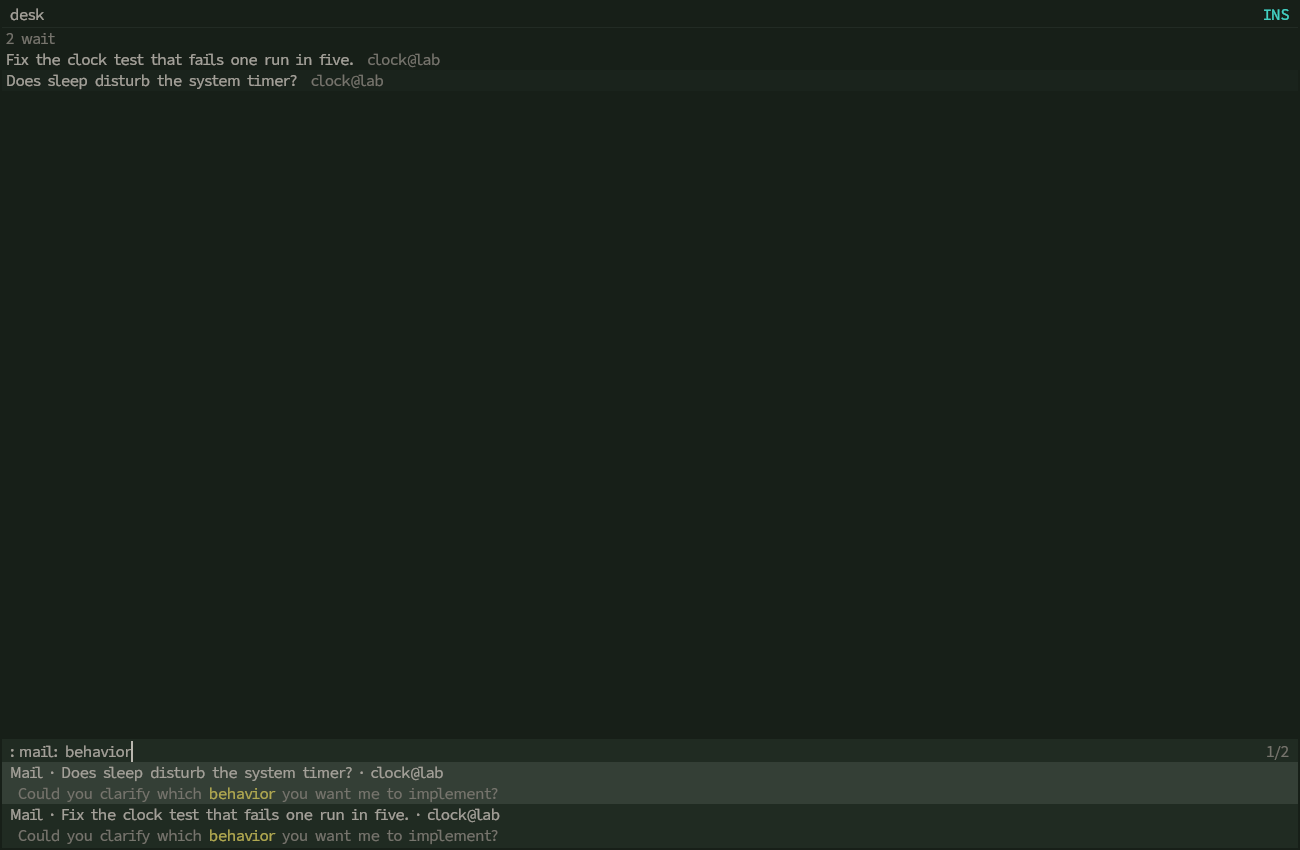 desk INS
2 wait
Fix the clock test that fails one run in five. clock@lab
Does sleep disturb the system timer? clock@lab
:mail: behavior 1/2
Mail · Does sleep disturb the system timer? · clock@lab
Could you clarify which behavior you want me to implement?
Mail · Fix the clock test that fails one run in five. · clock@lab
Could you clarify which behavior you want me to implement?